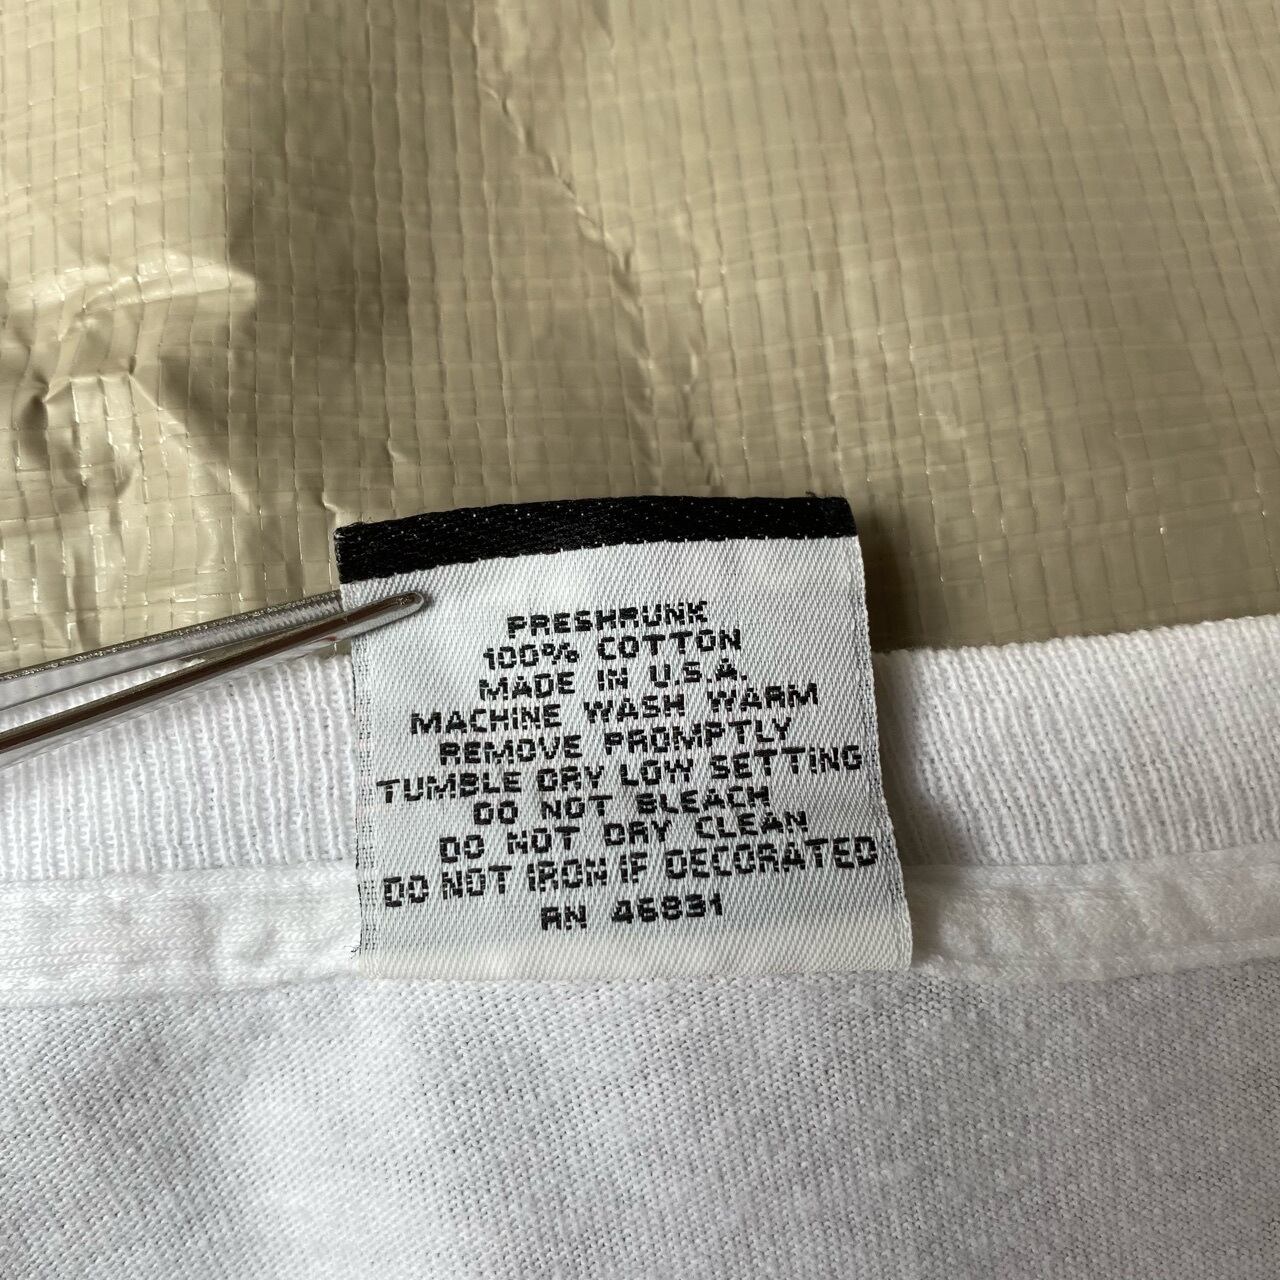 PRESHRUNK
100% COTTON
MADE IN U.S.A.
MACHINE WASH WARM
REMOVE PROMPTLY
TUMBLE DRY LOW SETTING
DO NOT BLEACH
DO NOT DRY CLEAN
DO NOT IRON IF DECORATED
RN 46831